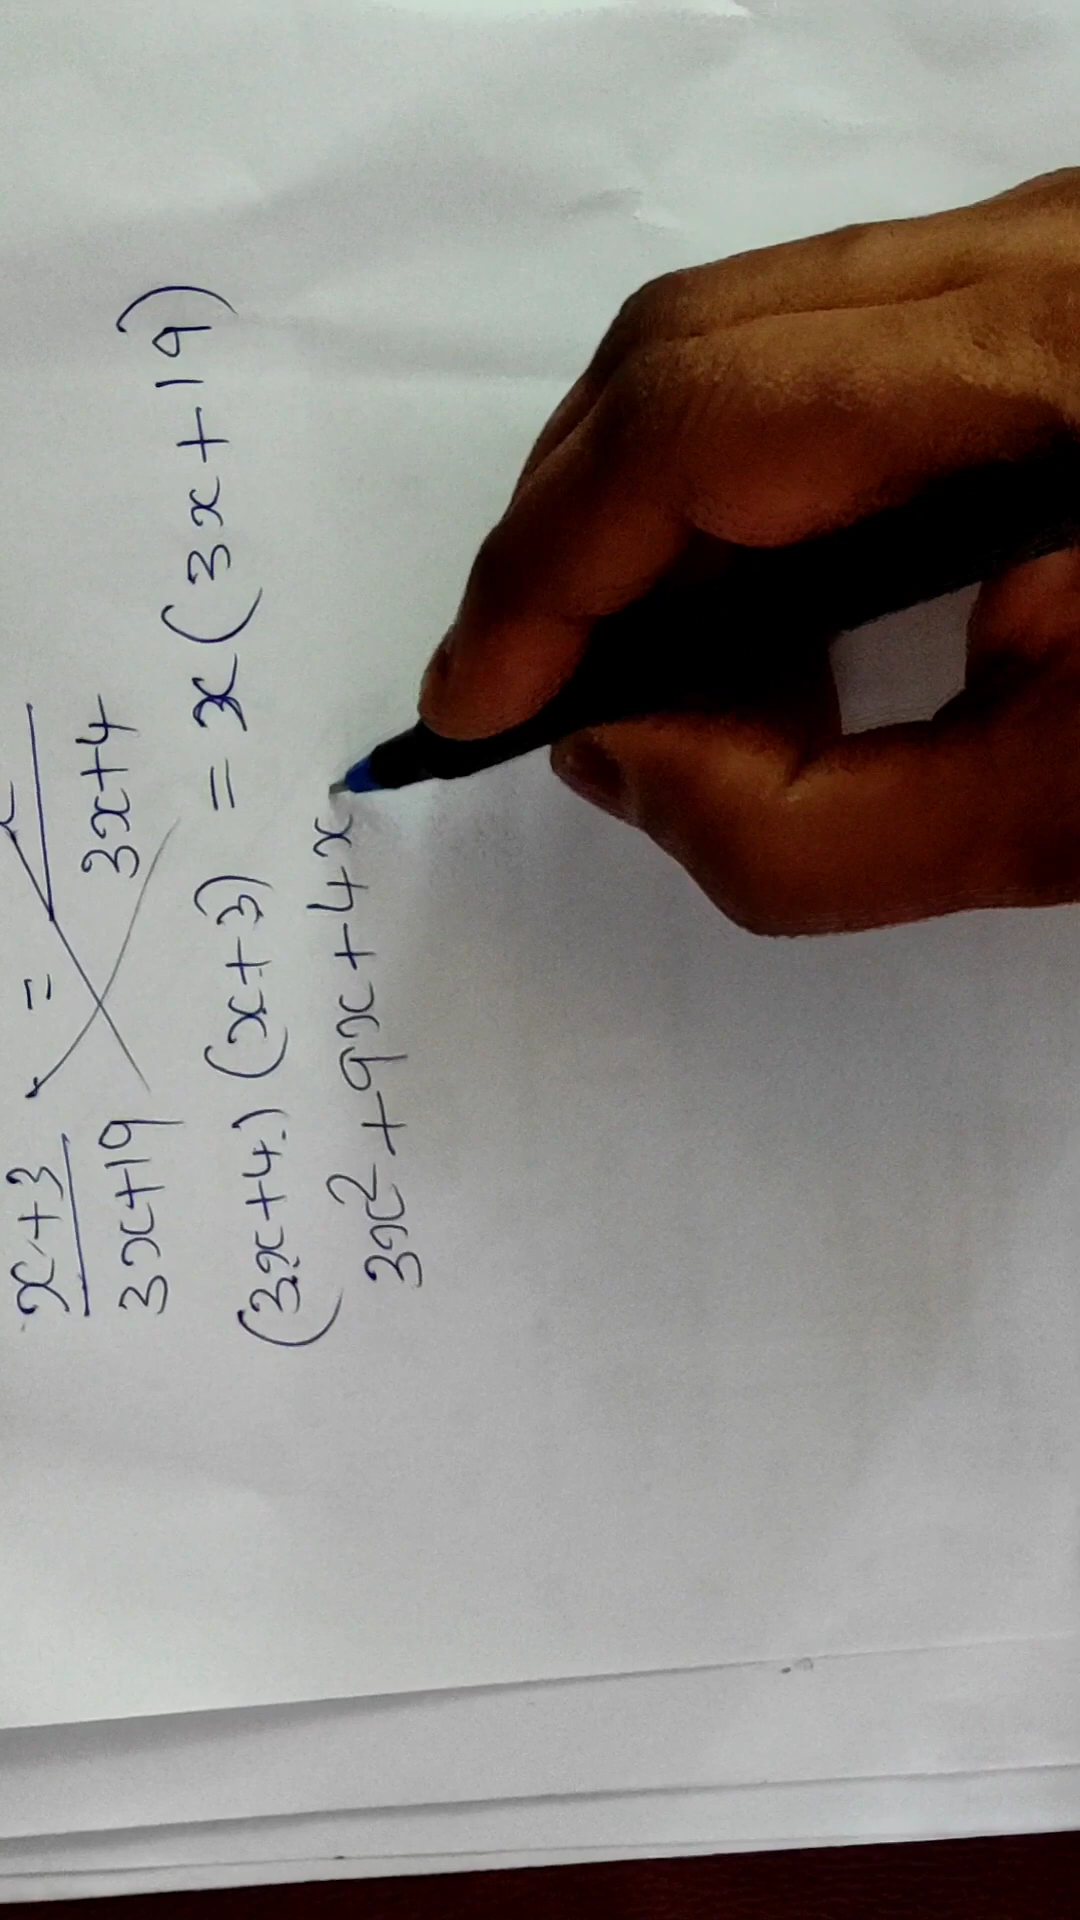 x+3 = x
3x+19 3x+4
(3x+4) (x+3) = x(3x+19)
3x²+9x+4x